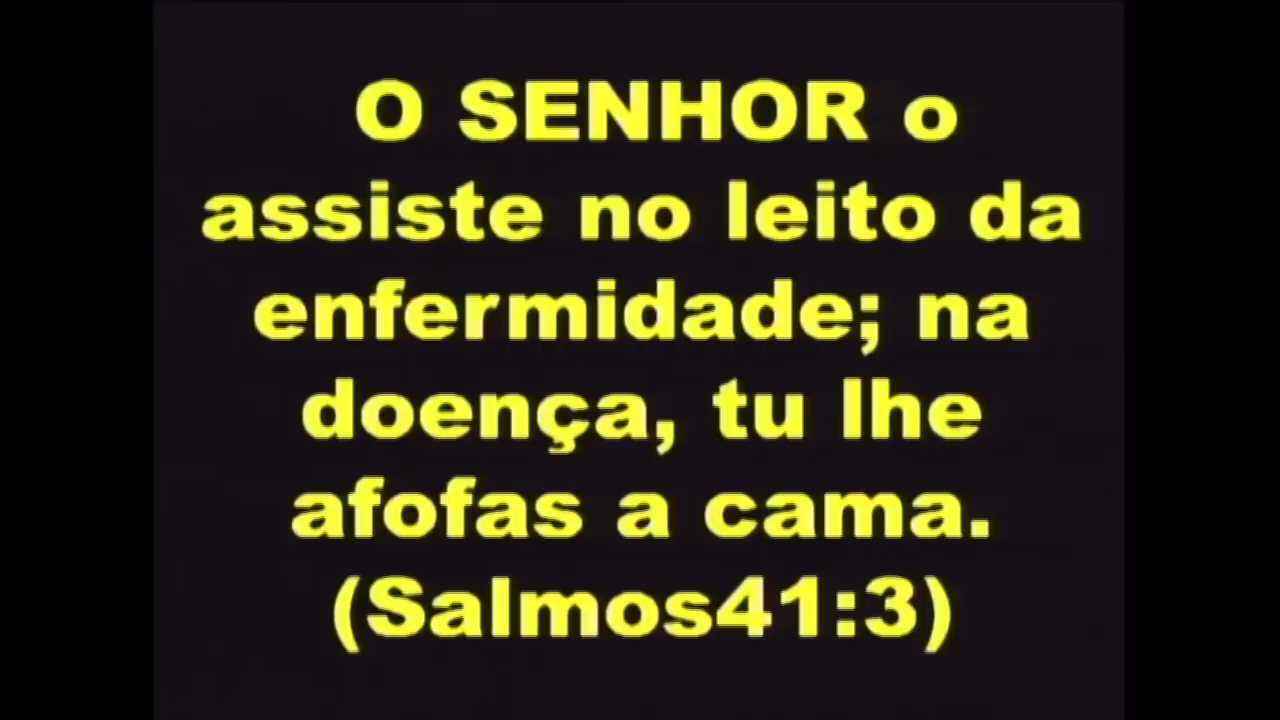 O SENHOR o
assiste no leito da
enfermidade; na
doença, tu lhe
afofas a cama.
(Salmos41:3)